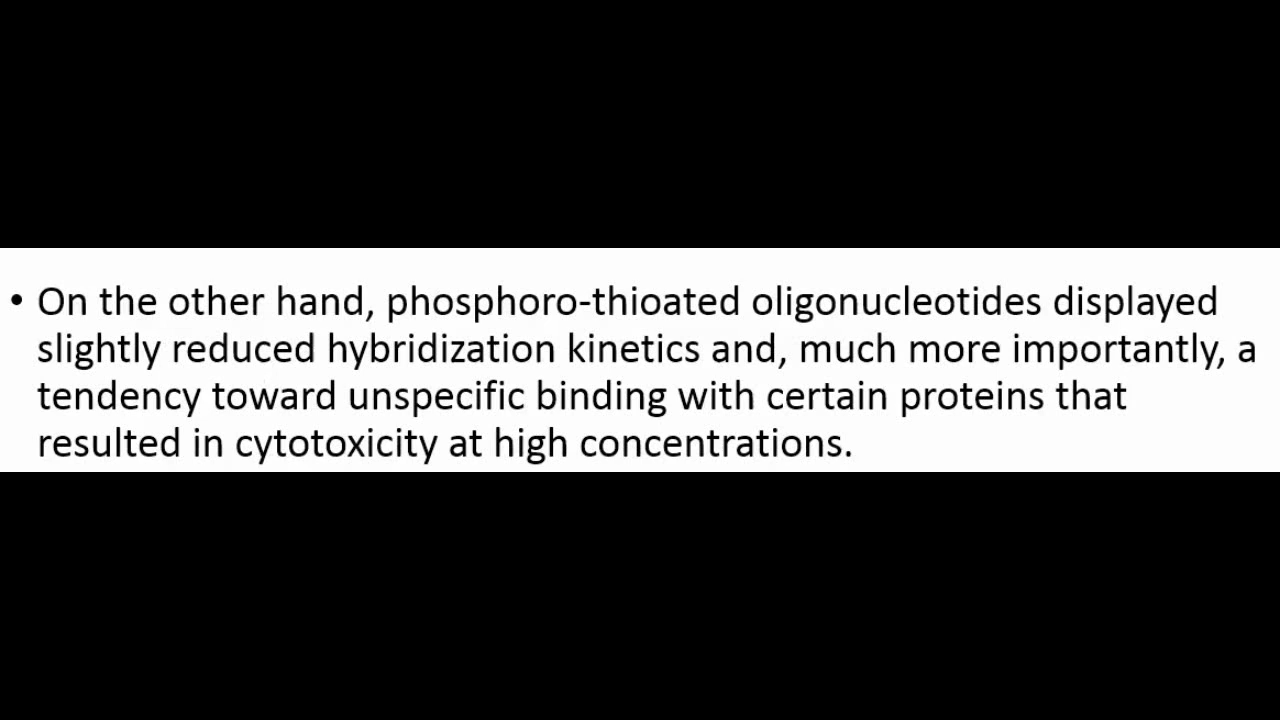 • On the other hand, phosphoro-thioated oligonucleotides displayed
slightly reduced hybridization kinetics and, much more importantly, a
tendency toward unspecific binding with certain proteins that
resulted in cytotoxicity at high concentrations.